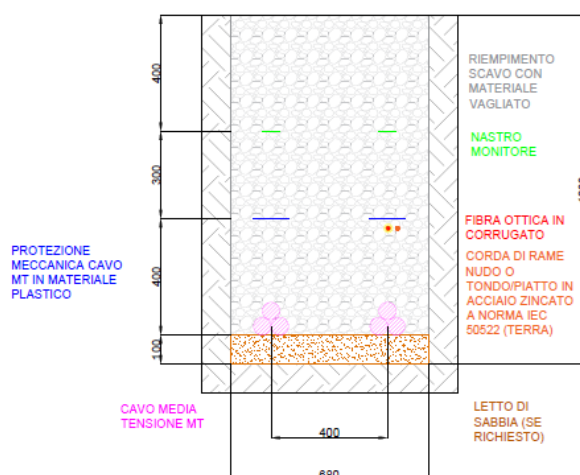 400
300
400
100
RIEMPIMENTO
SCAVO CON
MATERIALE
VAGLIATO
NASTRO
MONITORE
FIBRA OTTICA IN
CORRUGATO
CORDA DI RAME
NUDO O
TONDO/PIATTO IN
ACCIAIO ZINCATO
A NORMA IEC
50522 (TERRA)
PROTEZIONE
MECCANICA CAVO
MT IN MATERIALE
PLASTICO
CAVO MEDIA
TENSIONE MT
400
LETTO DI
SABBIA (SE
RICHIESTO)